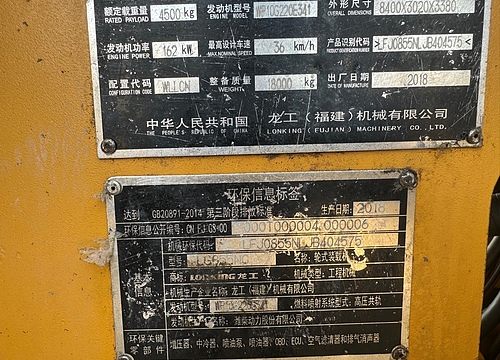 额定载重量 RATED PAYLOAD 4500 kg 发动机型号 ENGINE MODEL WP10G220E341 外形尺寸 OVERALL DIMENSIONS 8400X3020X3380
发动机功率 ENGINE POWER 162 kW 最高设计车速 MAX. DESIGN SPEED 36 km/h 产品识别代码 >LFJ0855NLJB404575<
配置代码 CONFIGURATION CODE WLLCN 整备质量 WEIGHT: 18000 kg 出厂日期 DATE OF MANUFACTURE 2018
中华人民共和国 龙工(福建)机械有限公司
THE PEOPLE'S REPUBLIC OF CHINA LONKING (FUJIAN) MACHINERY CO., LTD.
环保信息标签
达到 GB20891-2014 第三阶段排放标准 生产日期: 2018
环保信息公开编号: CN FJ G3-00 0001000004 000006
机械环保代码: LFJ0855NLJB404575
型号: 名称: 轮式装载机
商标: LONKING 龙工 机械类型: 工程机械
基本信息 机械生产企业名称: 龙工(福建)机械有限公司
发动机型号: 燃料喷射系统型式: 高压共轨
潍柴动力股份有限公司
环保关键零部件 增压器、中冷器、喷油泵、喷油器、OBD、ECU、空气滤清器和排气消声器